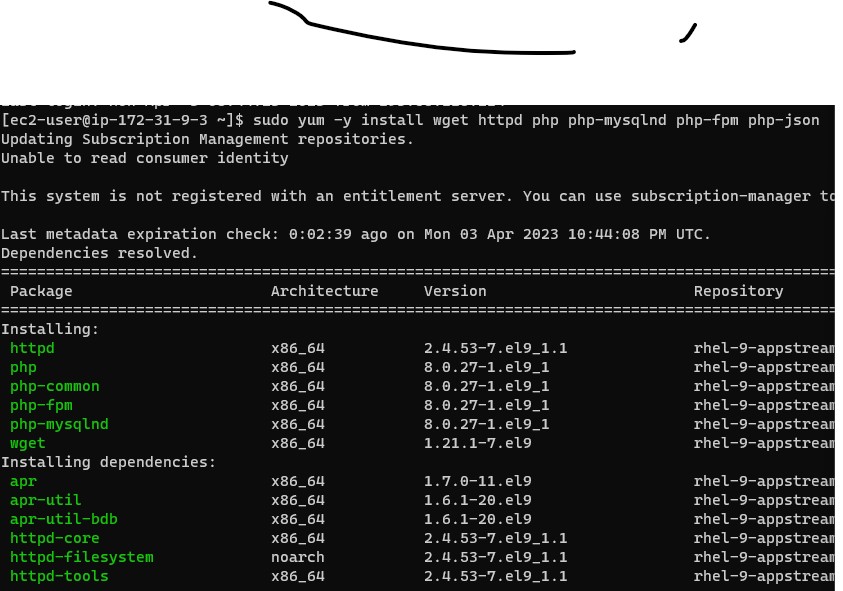 [ec2-user@ip-172-31-9-3 ~]$ sudo yum -y install wget httpd php php-mysqlnd php-fpm php-json
Updating Subscription Management repositories.
Unable to read consumer identity
This system is not registered with an entitlement server. You can use subscription-manager to
Last metadata expiration check: 0:02:39 ago on Mon 03 Apr 2023 10:44:08 PM UTC.
Dependencies resolved.
Package Architecture Version Repository
Installing:
httpd x86_64 2.4.53-7.el9_1.1 rhel-9-appstream
php x86_64 8.0.27-1.el9_1 rhel-9-appstream
php-common x86_64 8.0.27-1.el9_1 rhel-9-appstream
php-fpm x86_64 8.0.27-1.el9_1 rhel-9-appstream
php-mysqlnd x86_64 8.0.27-1.el9_1 rhel-9-appstream
wget x86_64 1.21.1-7.el9 rhel-9-appstream
Installing dependencies:
apr x86_64 1.7.0-11.el9 rhel-9-appstream
apr-util x86_64 1.6.1-20.el9 rhel-9-appstream
apr-util-bdb x86_64 1.6.1-20.el9 rhel-9-appstream
httpd-core x86_64 2.4.53-7.el9_1.1 rhel-9-appstream
httpd-filesystem noarch 2.4.53-7.el9_1.1 rhel-9-appstream
httpd-tools x86_64 2.4.53-7.el9_1.1 rhel-9-appstream